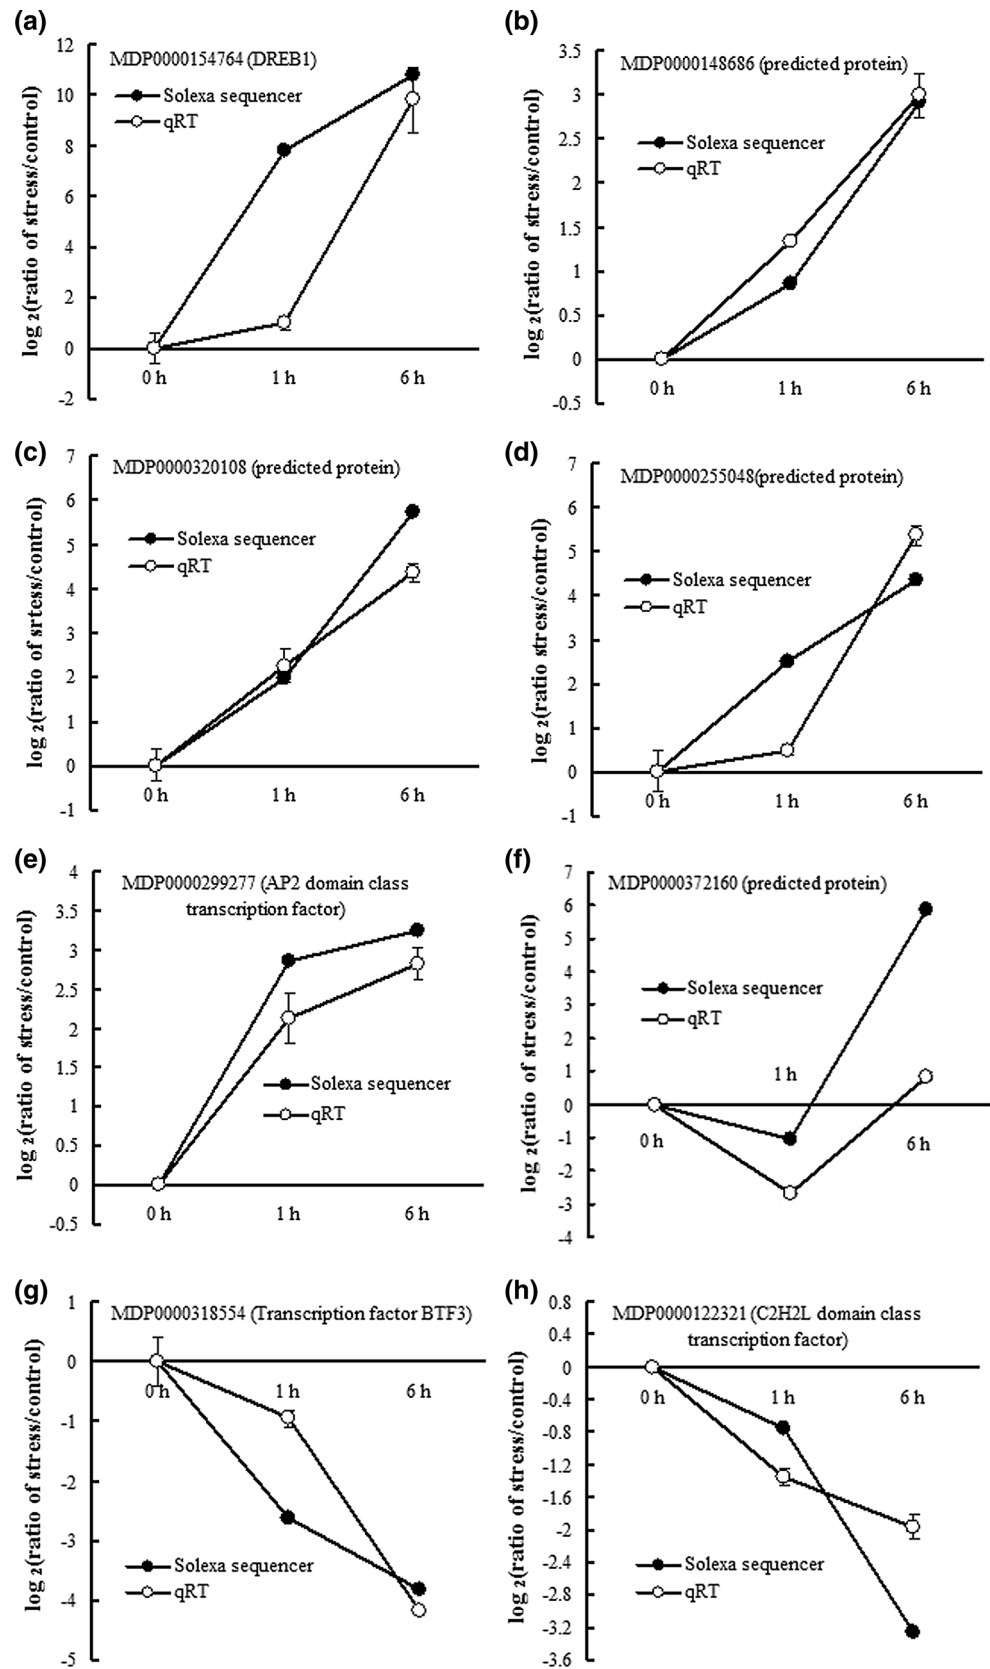 (a)
12
10
8
6
4
2
0
-2
log 2(ratio of stress/control)
MDP0000154764 (DREB1)
Solexa sequencer
qRT
0 h
1 h
6 h
(b)
3.5
3
2.5
2
1.5
1
0.5
0
-0.5
log 2(ratio of stress/control)
MDP0000148686 (predicted protein)
Solexa sequencer
qRT
0 h
1 h
6 h
(c)
7
6
5
4
3
2
1
0
-1
log 2(ratio of srtess/control)
MDP0000320108 (predicted protein)
Solexa sequencer
qRT
0 h
1 h
6 h
(d)
7
6
5
4
3
2
1
0
-1
log 2(ratio stress/control)
MDP0000255048(predicted protein)
Solexa sequencer
qRT
0 h
1 h
6 h
(e)
4
3.5
3
2.5
2
1.5
1
0.5
0
-0.5
log 2(ratio of stress/control)
MDP0000299277 (AP2 domain class
transcription factor)
Solexa sequencer
qRT
0 h
1 h
6 h
(f)
7
6
5
4
3
2
1
0
-1
-2
-3
-4
log 2(ratio of stress/control)
MDP0000372160 (predicted protein)
Solexa sequencer
qRT
1 h
0 h
6 h
(g)
1
0
-1
-2
-3
-4
-5
log 2(ratio of stress/control)
MDP0000318554 (Transcription factor BTF3)
0 h
1 h
6 h
Solexa sequencer
qRT
(h)
0.8
0.4
0
-0.4
-0.8
-1.2
-1.6
-2
-2.4
-2.8
-3.2
-3.6
log 2(ratio of stress/control)
MDP0000122321 (C2H2L domain class
transcription factor)
0 h
1 h
6 h
Solexa sequencer
qRT